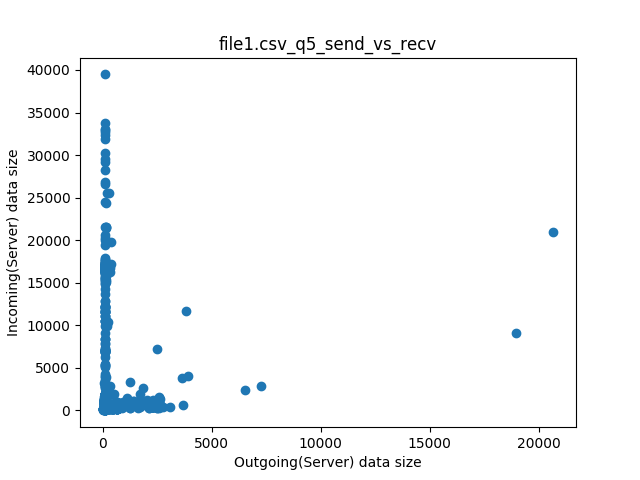 file1.csv_q5_send_vs_recv
40000
35000
30000
25000
20000
15000
10000
5000
0
Incoming(Server) data size
0 5000 10000 15000 20000
Outgoing(Server) data size